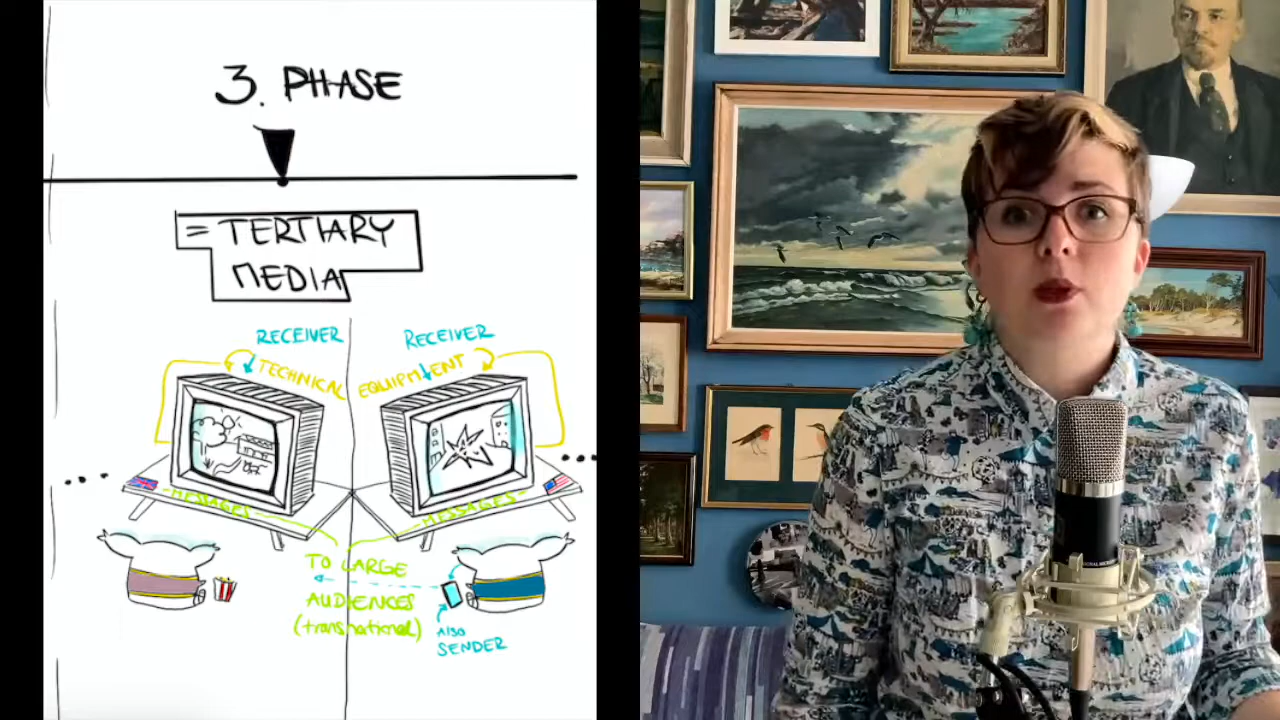 3. PHASE
= TERTIARY
MEDIA
RECEIVER RECEIVER
TECHNICAL EQUIPMENT
MESSAGES MESSAGES
TO LARGE
AUDIENCES
(transnational)
ALSO
SENDER